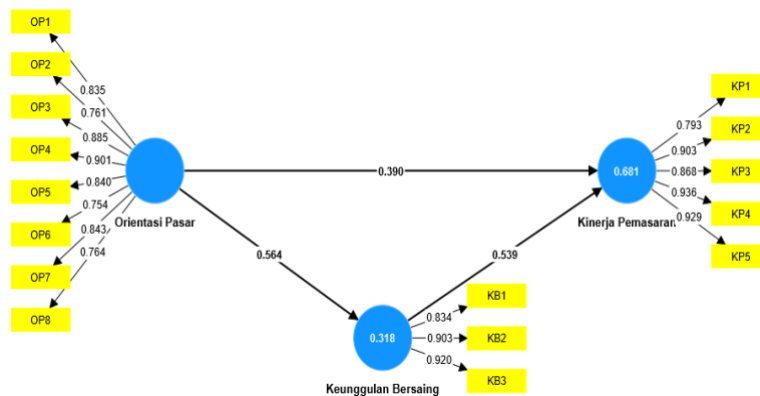 OP1
OP2
OP3
OP4
OP5
OP6
OP7
OP8
0.835
0.761
0.885
0.901
0.840
0.754
0.843
0.764
Orientasi Pasar
0.390
0.564
0.539
0.681
Kinerja Pemasaran
0.793
0.903
0.868
0.936
0.929
KP1
KP2
KP3
KP4
KP5
0.318
Keunggulan Bersaing
0.834
0.903
0.920
KB1
KB2
KB3